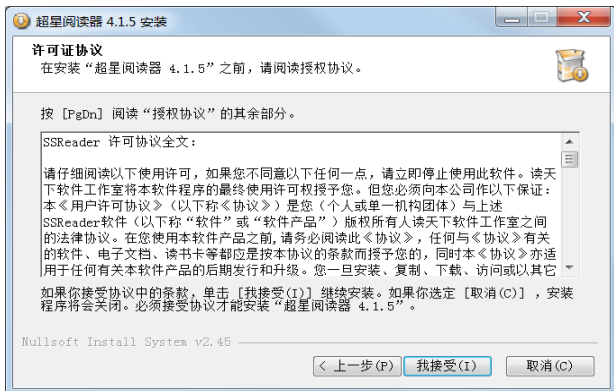 超星阅读器 4.1.5 安装
许可证协议
在安装“超星阅读器 4.1.5”之前，请阅读授权协议。
按 [PgDn] 阅读“授权协议”的其余部分。
SSReader 许可协议全文：
请仔细阅读以下使用许可，如果您不同意以下任何一点，请立即停止使用此软件。读天
下软件工作室将本软件程序的最终使用许可权授予您。但您必须向本公司作以下保证：
本《用户许可协议》（以下称《协议》）是您（个人或单一机构团体）与上述
SSReader软件（以下称“软件”或“软件产品”）版权所有人读天下软件工作室之间
的法律协议。在您使用本软件产品之前,请务必阅读此《协议》，任何与《协议》有关
的软件、电子文档、读书卡等都应是按本协议的条款而授予您的，同时本《协议》亦适
用于任何有关本软件产品的后期发行和升级。您一旦安装、复制、下载、访问或以其它
如果你接受协议中的条款，单击 [我接受(I)] 继续安装。如果你选定 [取消(C)] ，安装
程序将会关闭。必须接受协议才能安装“超星阅读器 4.1.5”。
Nullsoft Install System v2.45
< 上一步(P) 我接受(I) 取消(C)